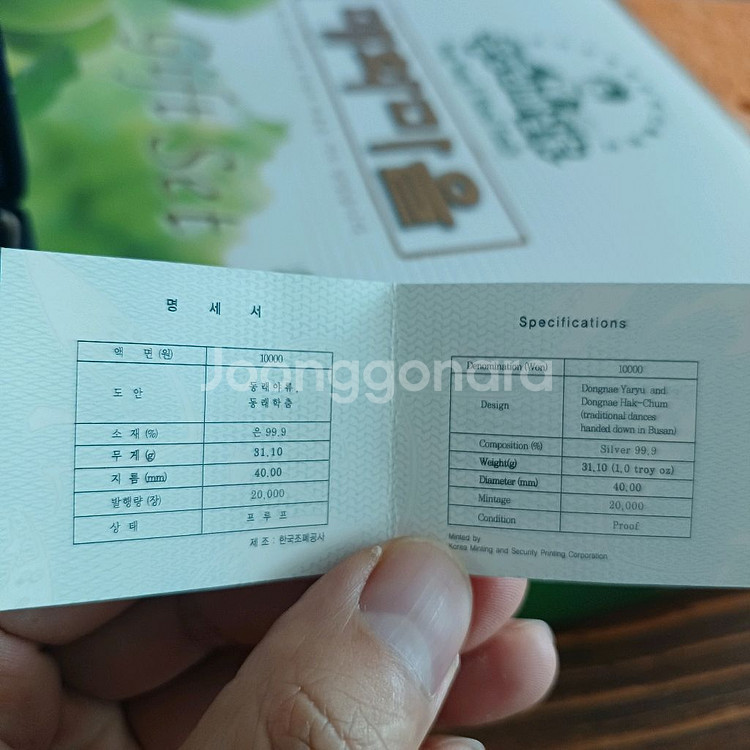 Gift Set
명 세 서
액 면 (원) 10000
도 안 동래야류,
동래학춤
소 재 (%) 은 99.9
무 게 (g) 31.10
지 름 (mm) 40.00
발행량 (장) 20,000
상 태 프 루 프
제 조 : 한국조폐공사
Specifications
Denomination (Won) 10000
Design Dongnae Yaryu and
Dongnae Hak-Chum
(traditional dances
handed down in Busan)
Composition (%) Silver 99.9
Weight(g) 31.10 (1.0 troy oz)
Diameter (mm) 40.00
Mintage 20,000
Condition Proof
Minted by
Korea Minting and Security Printing Corporation
Joonggonara